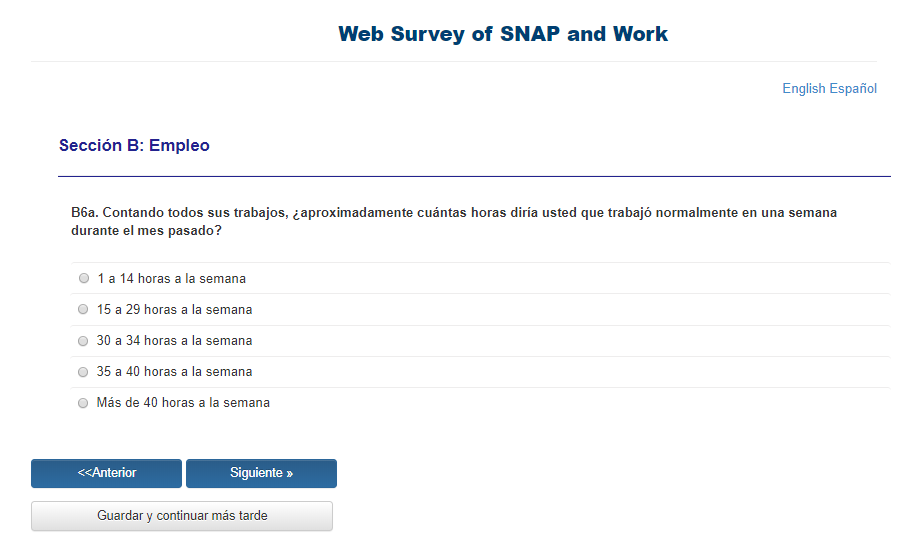 Web Survey of SNAP and Work
English Español
Sección B: Empleo
B6a. Contando todos sus trabajos, ¿aproximadamente cuántas horas diría usted que trabajó normalmente en una semana
durante el mes pasado?
1 a 14 horas a la semana
15 a 29 horas a la semana
30 a 34 horas a la semana
35 a 40 horas a la semana
Más de 40 horas a la semana
<<Anterior
Siguiente »
Guardar y continuar más tarde